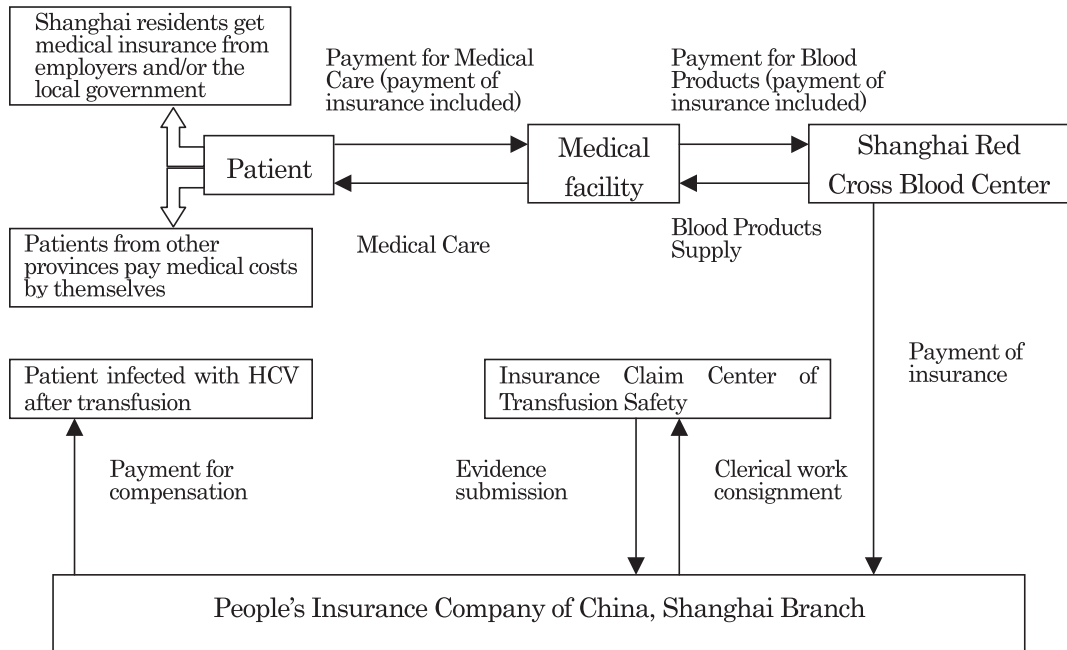 Shanghai residents get
medical insurance from
employers and/or the
local government
Payment for Medical
Care (payment of
insurance included)
Payment for Blood
Products (payment of
insurance included)
Patient
Medical
facility
Shanghai Red
Cross Blood Center
Patients from other
provinces pay medical costs
by themselves
Medical Care
Blood Products
Supply
Payment of
insurance
Patient infected with HCV
after transfusion
Insurance Claim Center of
Transfusion Safety
Payment for
compensation
Evidence
submission
Clerical work
consignment
People's Insurance Company of China, Shanghai Branch